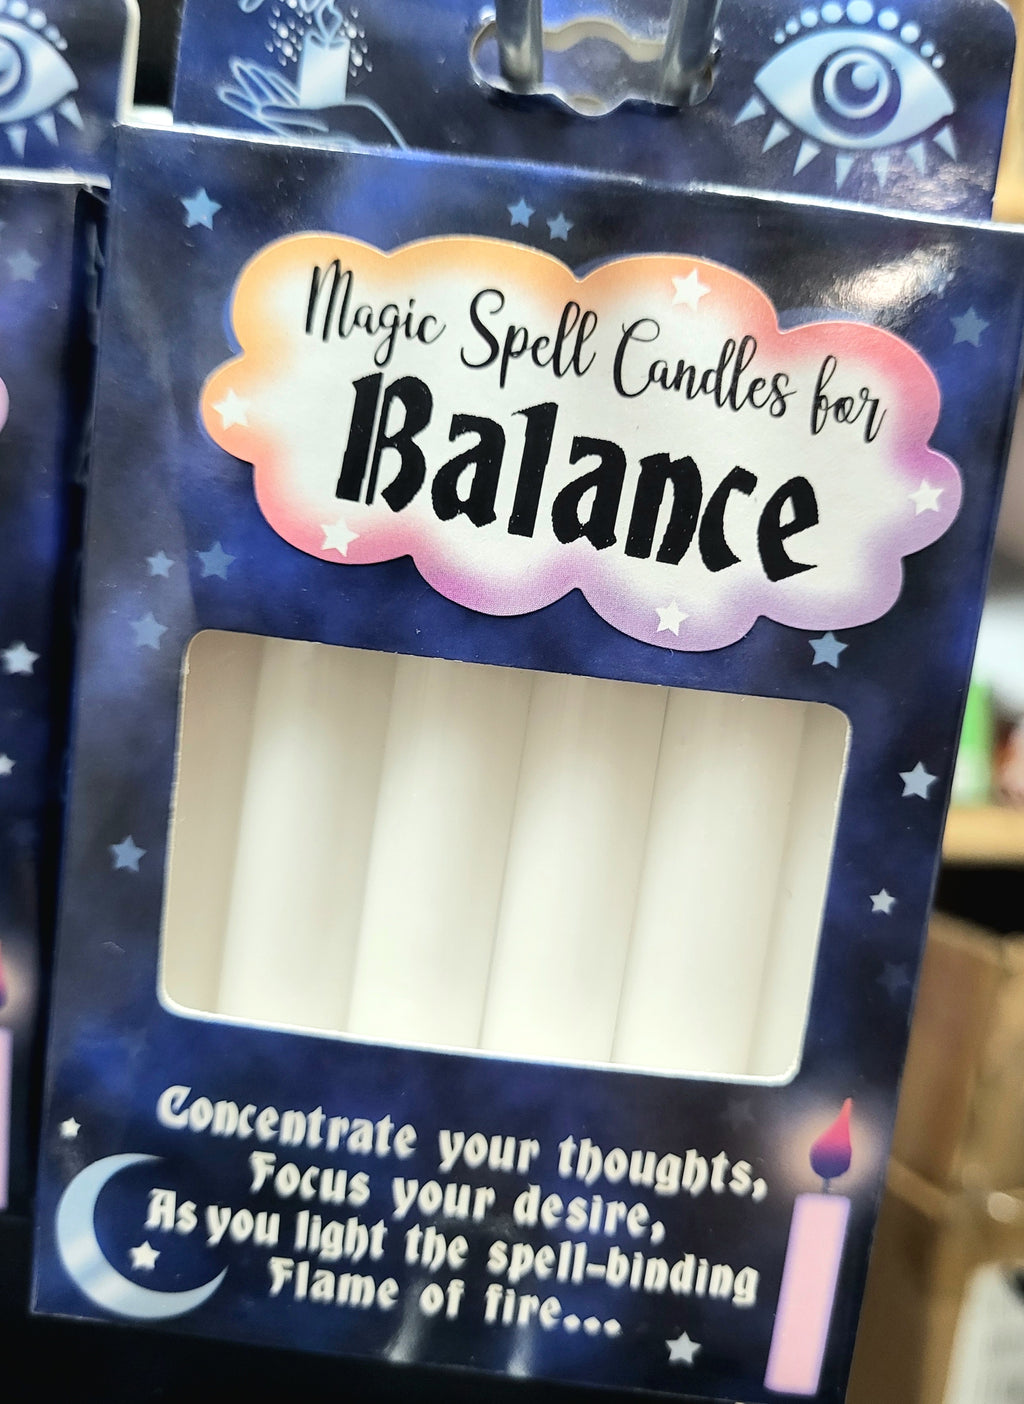 Magic Spell Candles for
Balance
Concentrate your thoughts,
Focus your desire,
As you light the spell-binding
Flame of fire...